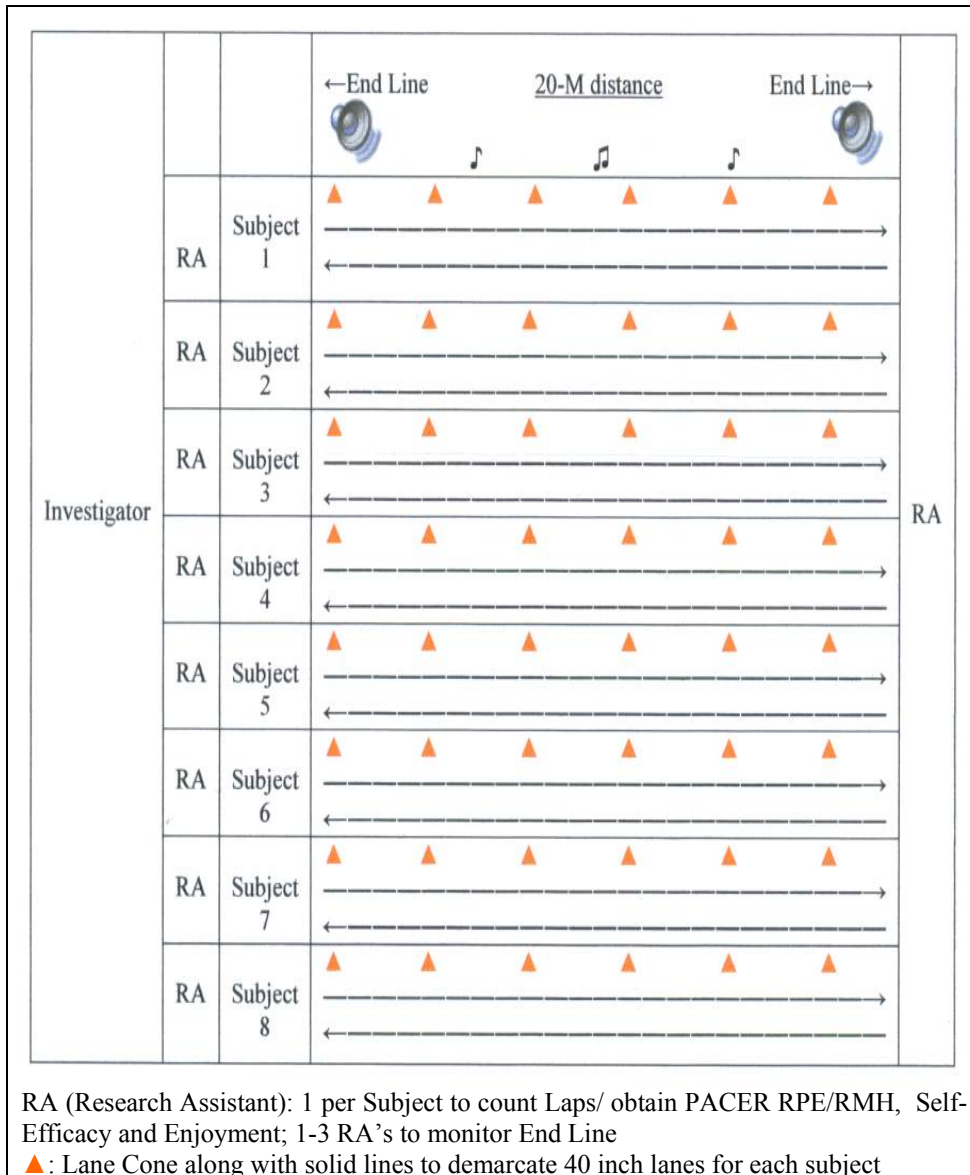 ←End Line 20-M distance End Line→
Investigator
RA
RA Subject 1
RA Subject 2
RA Subject 3
RA Subject 4
RA Subject 5
RA Subject 6
RA Subject 7
RA Subject 8
RA (Research Assistant): 1 per Subject to count Laps/ obtain PACER RPE/RMH, Self-
Efficacy and Enjoyment; 1-3 RA's to monitor End Line
▲: Lane Cone along with solid lines to demarcate 40 inch lanes for each subject